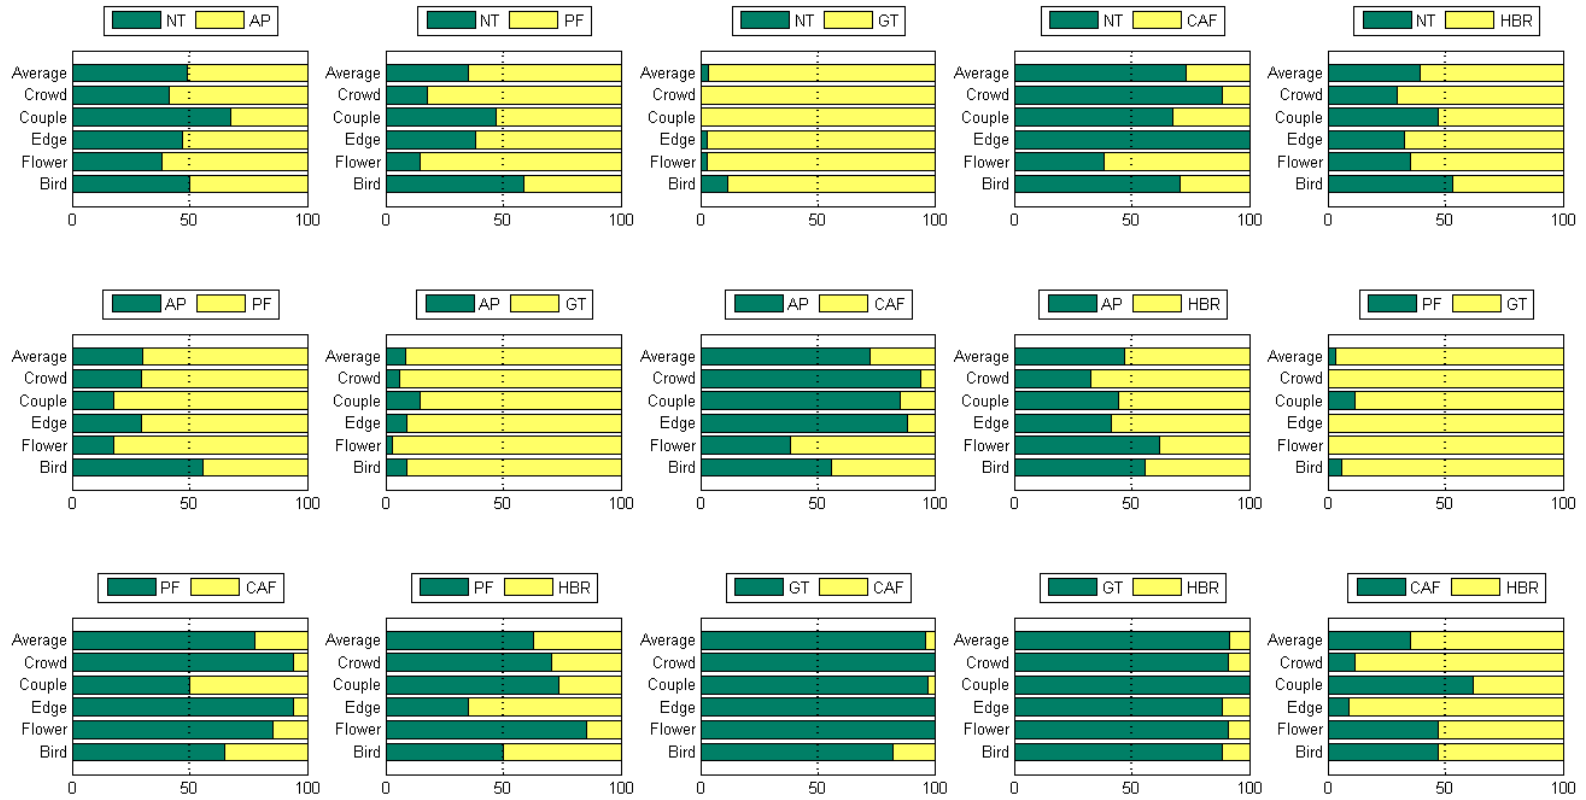 NT AP
Average
Crowd
Couple
Edge
Flower
Bird
0 50 100
NT PF
Average
Crowd
Couple
Edge
Flower
Bird
0 50 100
NT GT
Average
Crowd
Couple
Edge
Flower
Bird
0 50 100
NT CAF
Average
Crowd
Couple
Edge
Flower
Bird
0 50 100
NT HBR
Average
Crowd
Couple
Edge
Flower
Bird
0 50 100
AP PF
Average
Crowd
Couple
Edge
Flower
Bird
0 50 100
AP GT
Average
Crowd
Couple
Edge
Flower
Bird
0 50 100
AP CAF
Average
Crowd
Couple
Edge
Flower
Bird
0 50 100
AP HBR
Average
Crowd
Couple
Edge
Flower
Bird
0 50 100
PF GT
Average
Crowd
Couple
Edge
Flower
Bird
0 50 100
PF CAF
Average
Crowd
Couple
Edge
Flower
Bird
0 50 100
PF HBR
Average
Crowd
Couple
Edge
Flower
Bird
0 50 100
GT CAF
Average
Crowd
Couple
Edge
Flower
Bird
0 50 100
GT HBR
Average
Crowd
Couple
Edge
Flower
Bird
0 50 100
CAF HBR
Average
Crowd
Couple
Edge
Flower
Bird
0 50 100